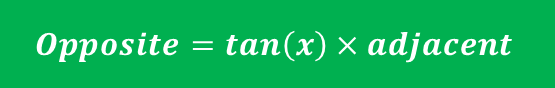 Opposite = tan(x) × adjacent